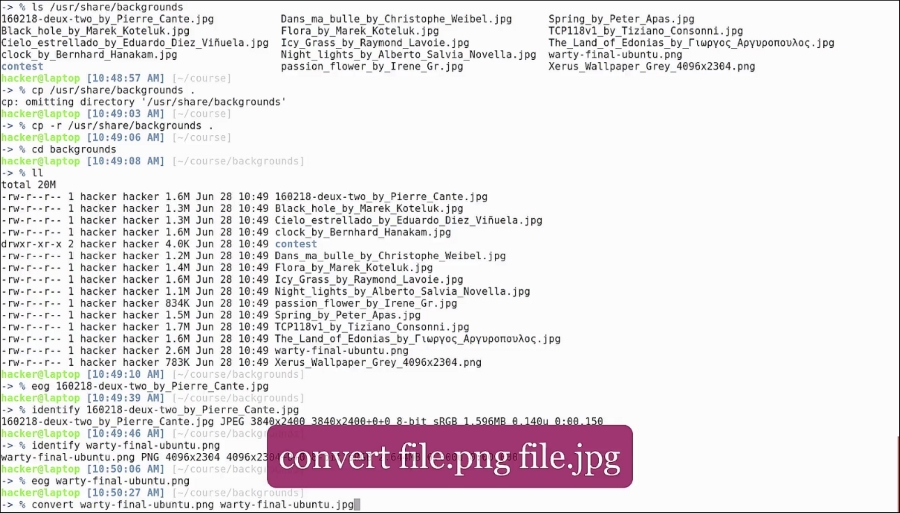 -> % ls /usr/share/backgrounds
160218-deux-two_by_Pierre_Cante.jpg Dans_ma_bulle_by_Christophe_Weibel.jpg Spring_by_Peter_Apas.jpg
Black_hole_by_Marek_Koteluk.jpg Flora_by_Marek_Koteluk.jpg TCP118v1_by_Tiziano_Consonni.jpg
Cielo_estrellado_by_Eduardo_Diez_Viñuela.jpg Icy_Grass_by_Raymond_Lavoie.jpg The_Land_of_Edonias_by_Γιωργος_Αργυροπουλος.jpg
clock_by_Bernhard_Hanakam.jpg Night_lights_by_Alberto_Salvia_Novella.jpg warty-final-ubuntu.png
contest passion_flower_by_Irene_Gr.jpg Xerus_Wallpaper_Grey_4096x2304.png
hacker@laptop [10:48:57 AM] [~/course]
-> % cp /usr/share/backgrounds .
cp: omitting directory '/usr/share/backgrounds'
hacker@laptop [10:49:03 AM] [~/course]
-> % cp -r /usr/share/backgrounds .
hacker@laptop [10:49:06 AM] [~/course]
-> % cd backgrounds
hacker@laptop [10:49:08 AM] [~/course/backgrounds]
-> % ll
total 20M
-rw-r--r-- 1 hacker hacker 1.6M Jun 28 10:49 160218-deux-two_by_Pierre_Cante.jpg
-rw-r--r-- 1 hacker hacker 1.3M Jun 28 10:49 Black_hole_by_Marek_Koteluk.jpg
-rw-r--r-- 1 hacker hacker 1.3M Jun 28 10:49 Cielo_estrellado_by_Eduardo_Diez_Viñuela.jpg
-rw-r--r-- 1 hacker hacker 1.6M Jun 28 10:49 clock_by_Bernhard_Hanakam.jpg
drwxr-xr-x 2 hacker hacker 4.0K Jun 28 10:49 contest
-rw-r--r-- 1 hacker hacker 1.2M Jun 28 10:49 Dans_ma_bulle_by_Christophe_Weibel.jpg
-rw-r--r-- 1 hacker hacker 1.4M Jun 28 10:49 Flora_by_Marek_Koteluk.jpg
-rw-r--r-- 1 hacker hacker 1.6M Jun 28 10:49 Icy_Grass_by_Raymond_Lavoie.jpg
-rw-r--r-- 1 hacker hacker 1.1M Jun 28 10:49 Night_lights_by_Alberto_Salvia_Novella.jpg
-rw-r--r-- 1 hacker hacker 834K Jun 28 10:49 passion_flower_by_Irene_Gr.jpg
-rw-r--r-- 1 hacker hacker 1.5M Jun 28 10:49 Spring_by_Peter_Apas.jpg
-rw-r--r-- 1 hacker hacker 1.7M Jun 28 10:49 TCP118v1_by_Tiziano_Consonni.jpg
-rw-r--r-- 1 hacker hacker 1.6M Jun 28 10:49 The_Land_of_Edonias_by_Γιωργος_Αργυροπουλος.jpg
-rw-r--r-- 1 hacker hacker 2.6M Jun 28 10:49 warty-final-ubuntu.png
-rw-r--r-- 1 hacker hacker 783K Jun 28 10:49 Xerus_Wallpaper_Grey_4096x2304.png
hacker@laptop [10:49:10 AM] [~/course/backgrounds]
-> % eog 160218-deux-two_by_Pierre_Cante.jpg
hacker@laptop [10:49:39 AM] [~/course/backgrounds]
-> % identify 160218-deux-two_by_Pierre_Cante.jpg
160218-deux-two_by_Pierre_Cante.jpg JPEG 3840x2400 3840x2400+0+0 8-bit sRGB 1.596MB 0.140u 0:00.150
hacker@laptop [10:49:46 AM] [~/course/backgrounds]
-> % identify warty-final-ubuntu.png
warty-final-ubuntu.png PNG 4096x2304
hacker@laptop [10:50:06 AM]
-> % eog warty-final-ubuntu.png
hacker@laptop [10:50:27 AM] [~/course/backgrounds]
-> % convert warty-final-ubuntu.png warty-final-ubuntu.jpg
convert file.png file.jpg